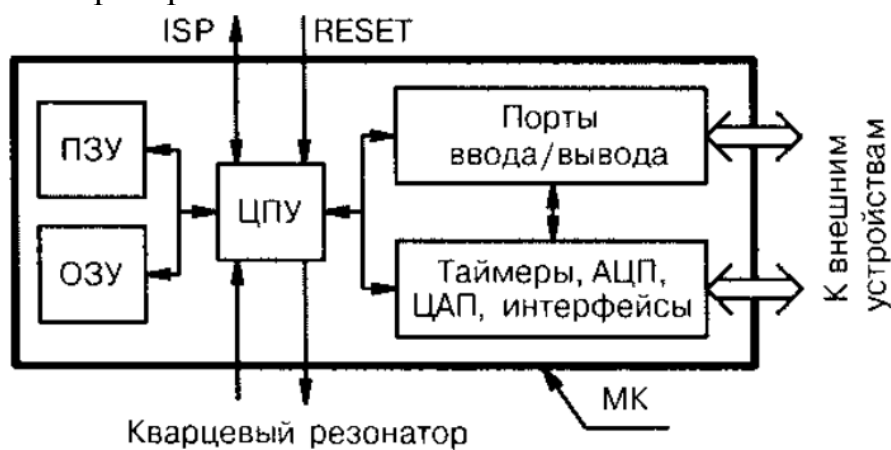 ISP RESET
ПЗУ
ОЗУ
ЦПУ
Порты
ввода/вывода
Таймеры, АЦП,
ЦАП, интерфейсы
К внешним
устройствам
МК
Кварцевый резонатор